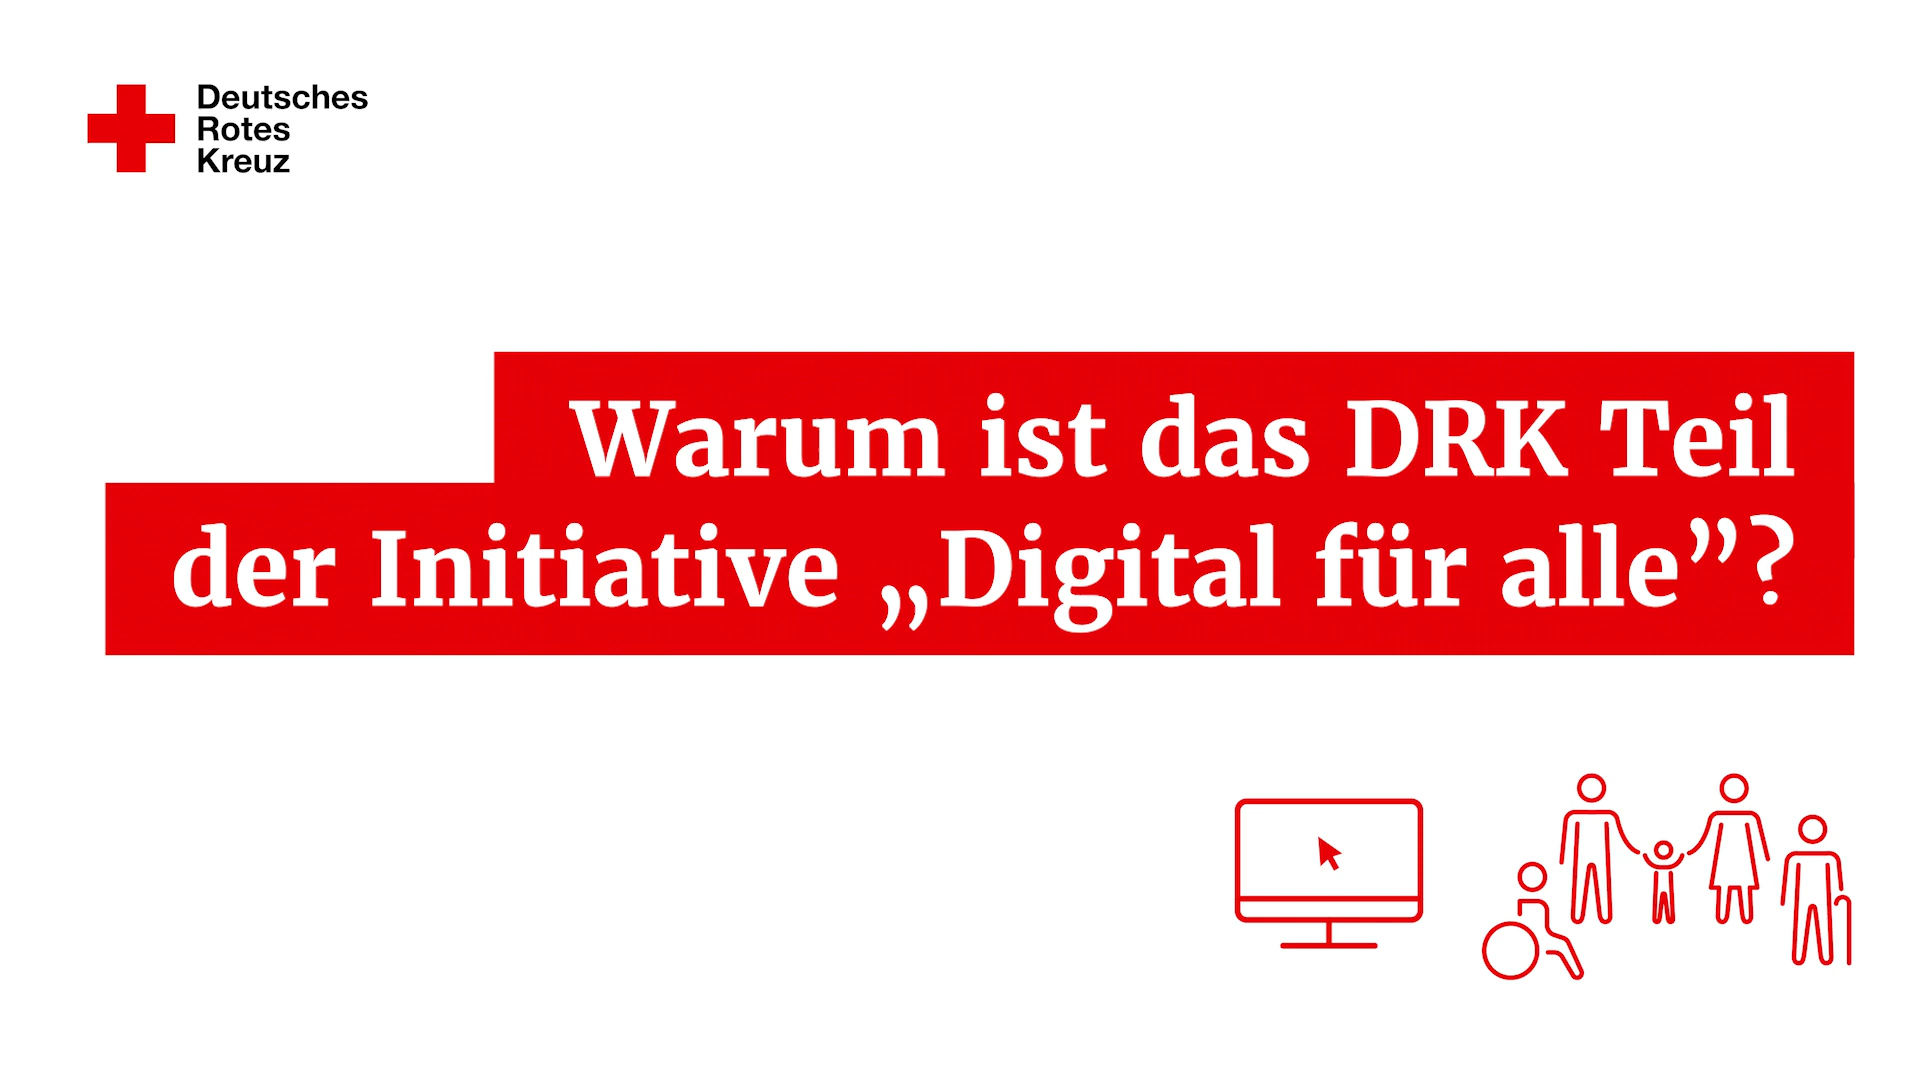 Deutsches
Rotes
Kreuz
Warum ist das DRK Teil
der Initiative „Digital für alle”?